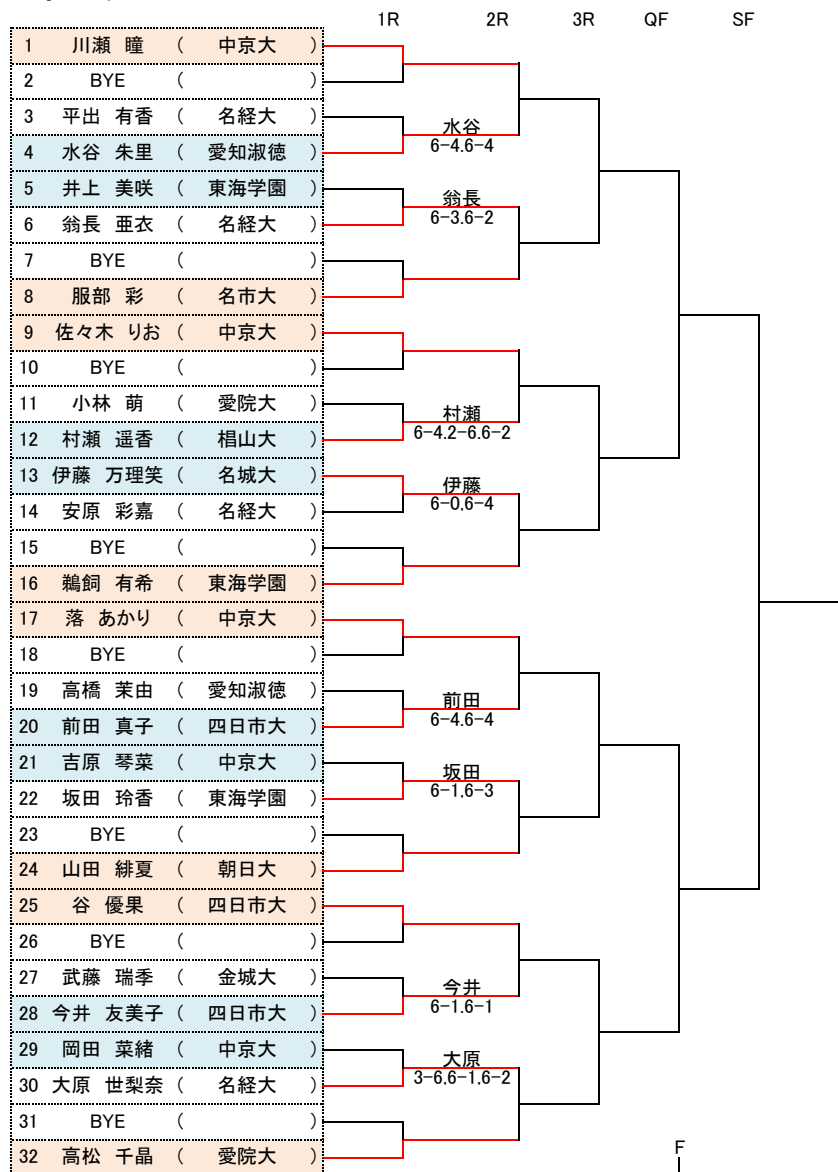 1R 2R 3R QF SF
1 川瀬 瞳 ( 中京大 )
2 BYE ( )
3 平出 有香 ( 名経大 )
水谷
6-4.6-4
4 水谷 朱里 ( 愛知淑徳 )
5 井上 美咲 ( 東海学園 )
翁長
6-3.6-2
6 翁長 亜衣 ( 名経大 )
7 BYE ( )
8 服部 彩 ( 名市大 )
9 佐々木 りお ( 中京大 )
10 BYE ( )
11 小林 萌 ( 愛院大 )
村瀬
6-4.2-6.6-2
12 村瀬 遥香 ( 椙山大 )
13 伊藤 万理笑 ( 名城大 )
伊藤
6-0,6-4
14 安原 彩嘉 ( 名経大 )
15 BYE ( )
16 鵜飼 有希 ( 東海学園 )
17 落 あかり ( 中京大 )
18 BYE ( )
19 高橋 茉由 ( 愛知淑徳 )
前田
6-4.6-4
20 前田 真子 ( 四日市大 )
21 吉原 琴菜 ( 中京大 )
坂田
6-1,6-3
22 坂田 玲香 ( 東海学園 )
23 BYE ( )
24 山田 緋夏 ( 朝日大 )
25 谷 優果 ( 四日市大 )
26 BYE ( )
27 武藤 瑞季 ( 金城大 )
今井
6-1.6-1
28 今井 友美子 ( 四日市大 )
29 岡田 菜緒 ( 中京大 )
大原
3-6,6-1,6-2
30 大原 世梨奈 ( 名経大 )
31 BYE ( )
F
32 高松 千晶 ( 愛院大 )